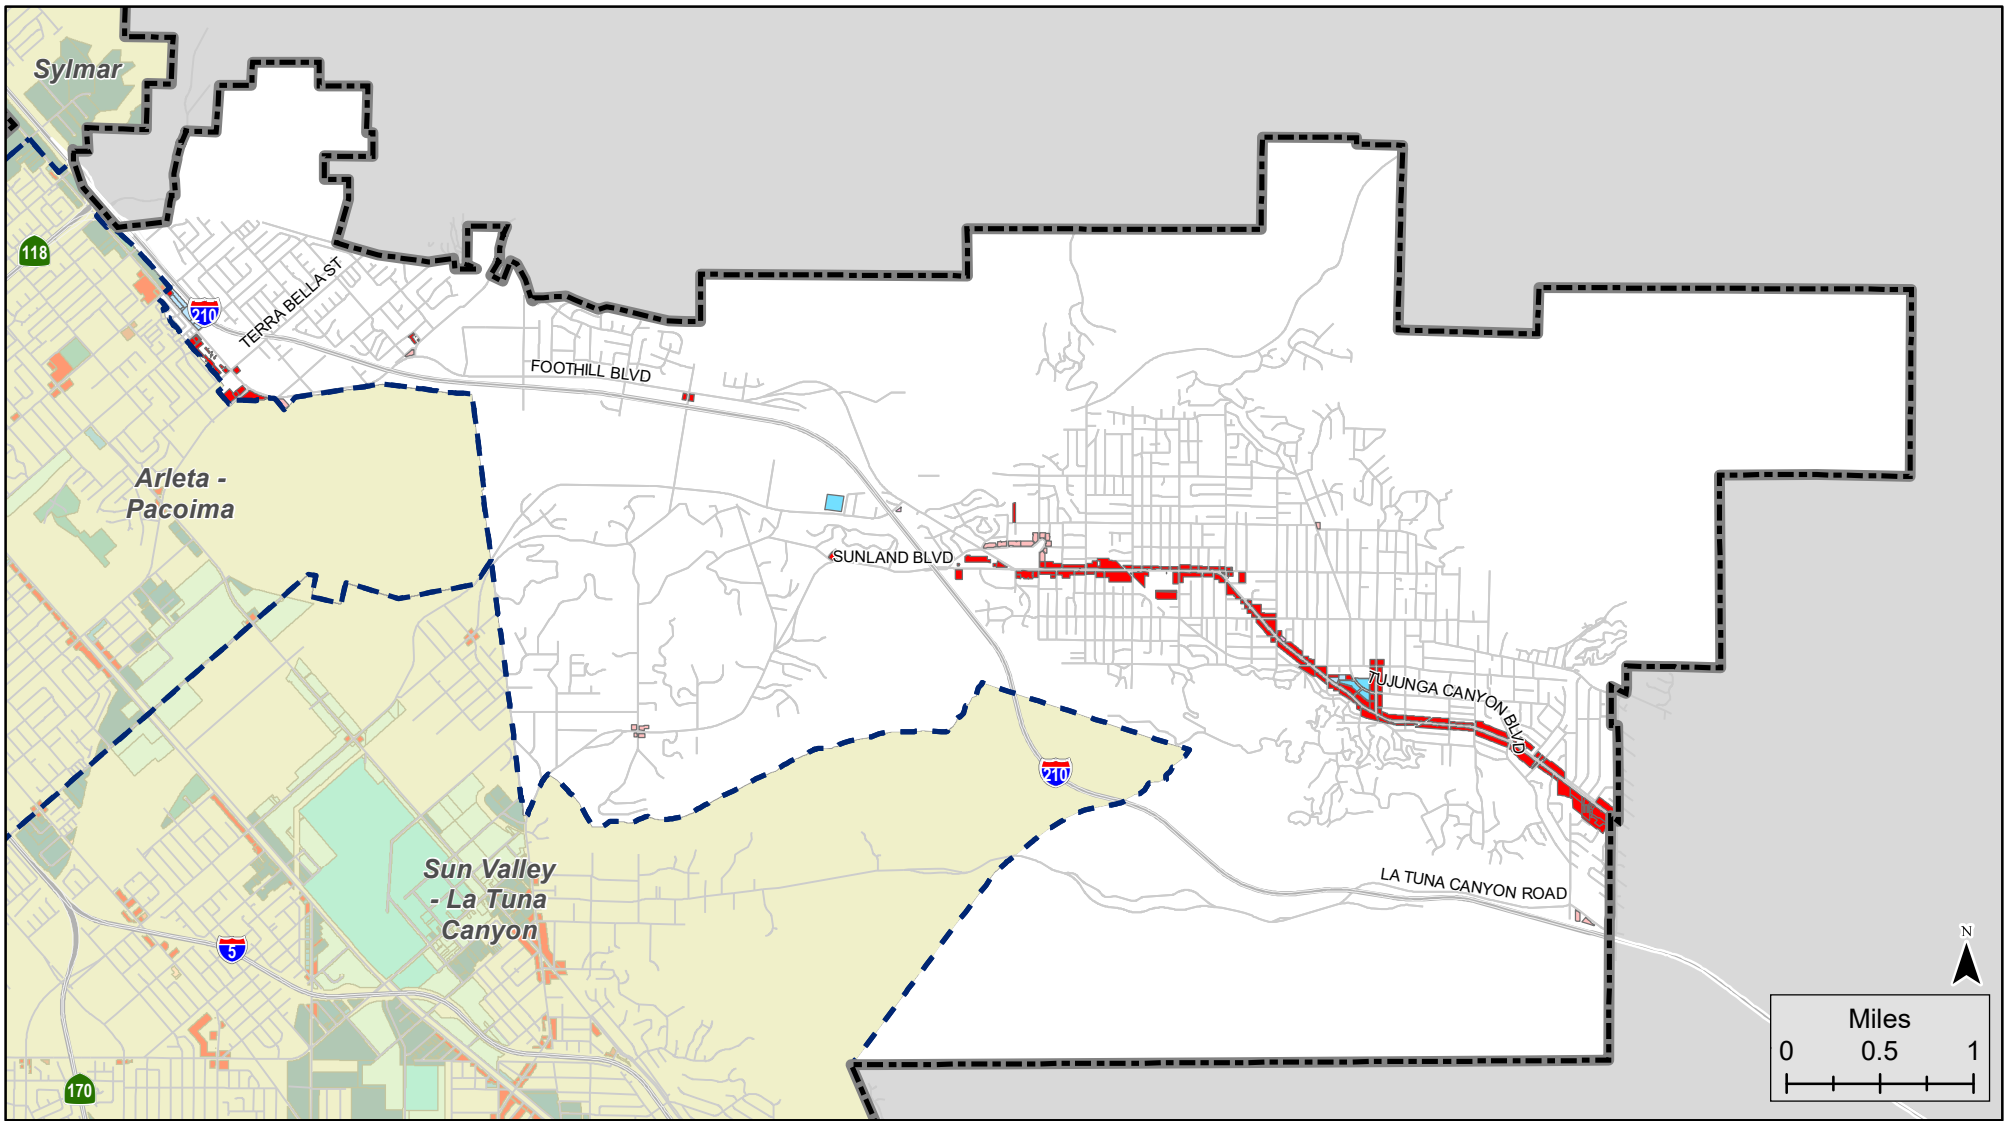 Sylmar
118
210
TERRA BELLA ST
FOOTHILL BLVD
Arleta -
Pacoima
SUNLAND BLVD
TUJUNGA CANYON BLVD
210
Sun Valley
- La Tuna
Canyon
LA TUNA CANYON ROAD
5
170
N
Miles
0 0.5 1